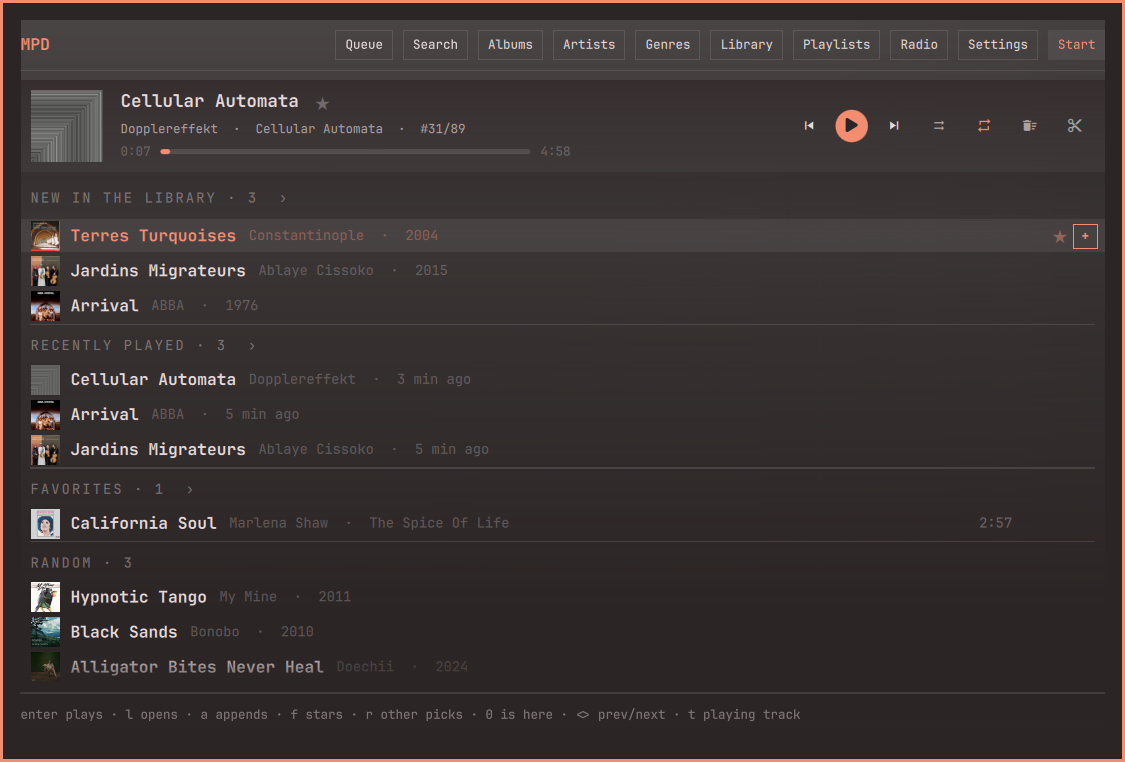 MPD Queue Search Albums Artists Genres Library Playlists Radio Settings Start
Cellular Automata ★
Dopplereffekt · Cellular Automata · #31/89
0:07 4:58
NEW IN THE LIBRARY · 3 ›
Terres Turquoises Constantinople · 2004 ★ +
Jardins Migrateurs Ablaye Cissoko · 2015
Arrival ABBA · 1976
RECENTLY PLAYED · 3 ›
Cellular Automata Dopplereffekt · 3 min ago
Arrival ABBA · 5 min ago
Jardins Migrateurs Ablaye Cissoko · 5 min ago
FAVORITES · 1 ›
California Soul Marlena Shaw · The Spice Of Life 2:57
RANDOM · 3
Hypnotic Tango My Mine · 2011
Black Sands Bonobo · 2010
Alligator Bites Never Heal Doechii · 2024
enter plays · l opens · a appends · f stars · r other picks · 0 is here · <> prev/next · t playing track